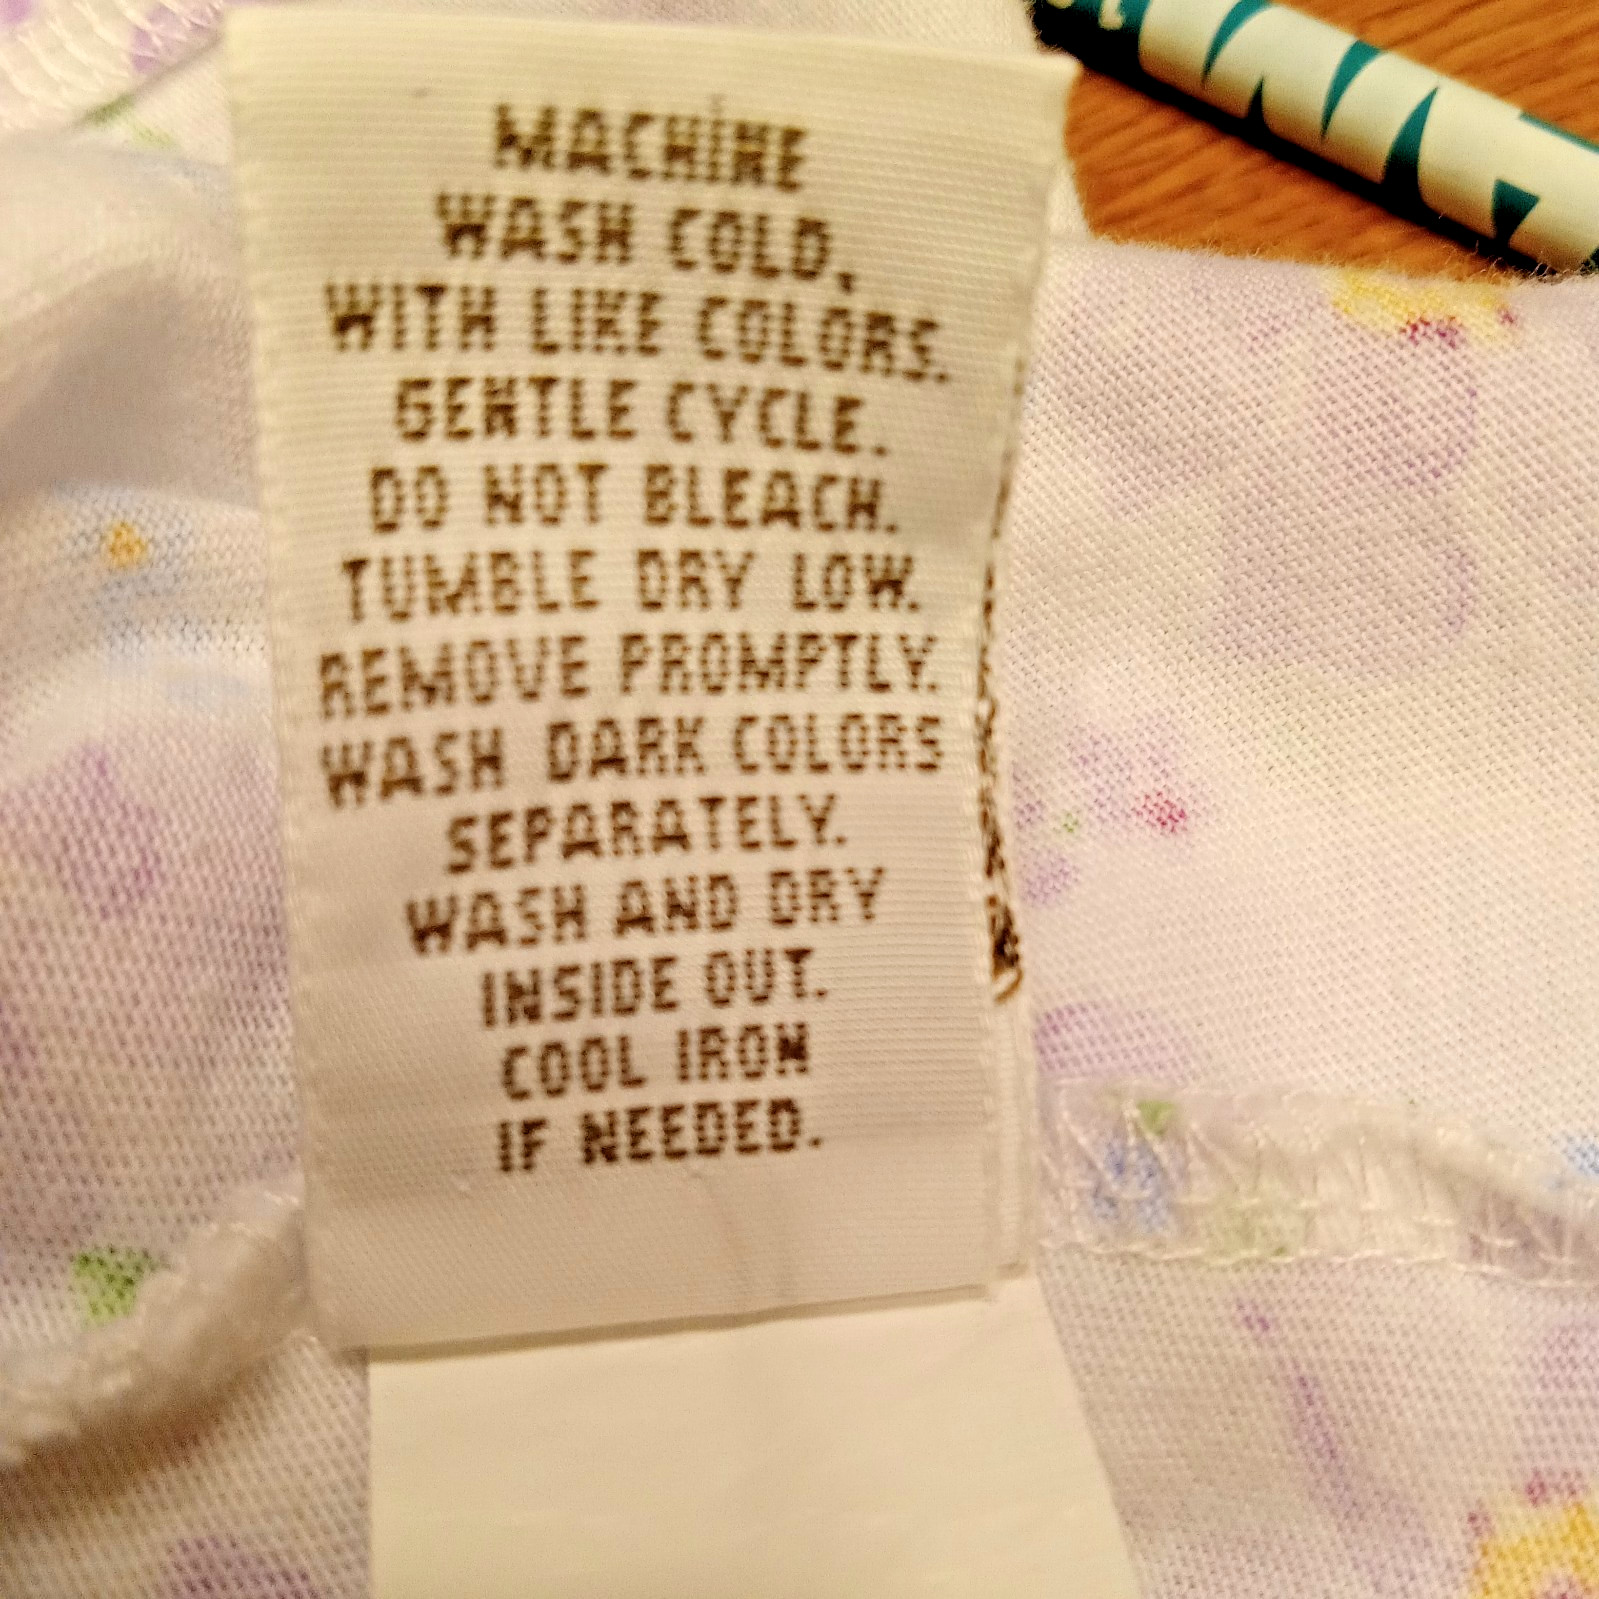 MACHINE
WASH COLD,
WITH LIKE COLORS.
GENTLE CYCLE.
DO NOT BLEACH.
TUMBLE DRY LOW.
REMOVE PROMPTLY.
WASH DARK COLORS
SEPARATELY.
WASH AND DRY
INSIDE OUT.
COOL IRON
IF NEEDED.